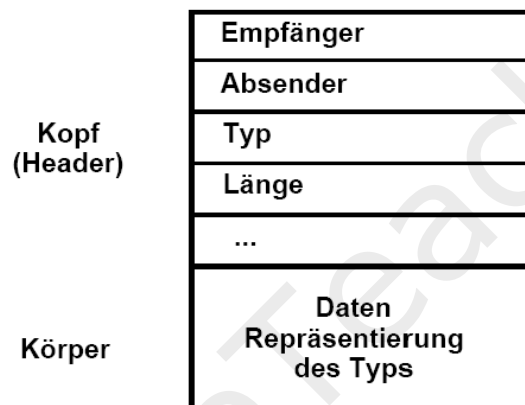 Empfänger
Absender
Kopf
(Header)
Typ
Länge
...
Daten
Repräsentierung
des Typs
Körper